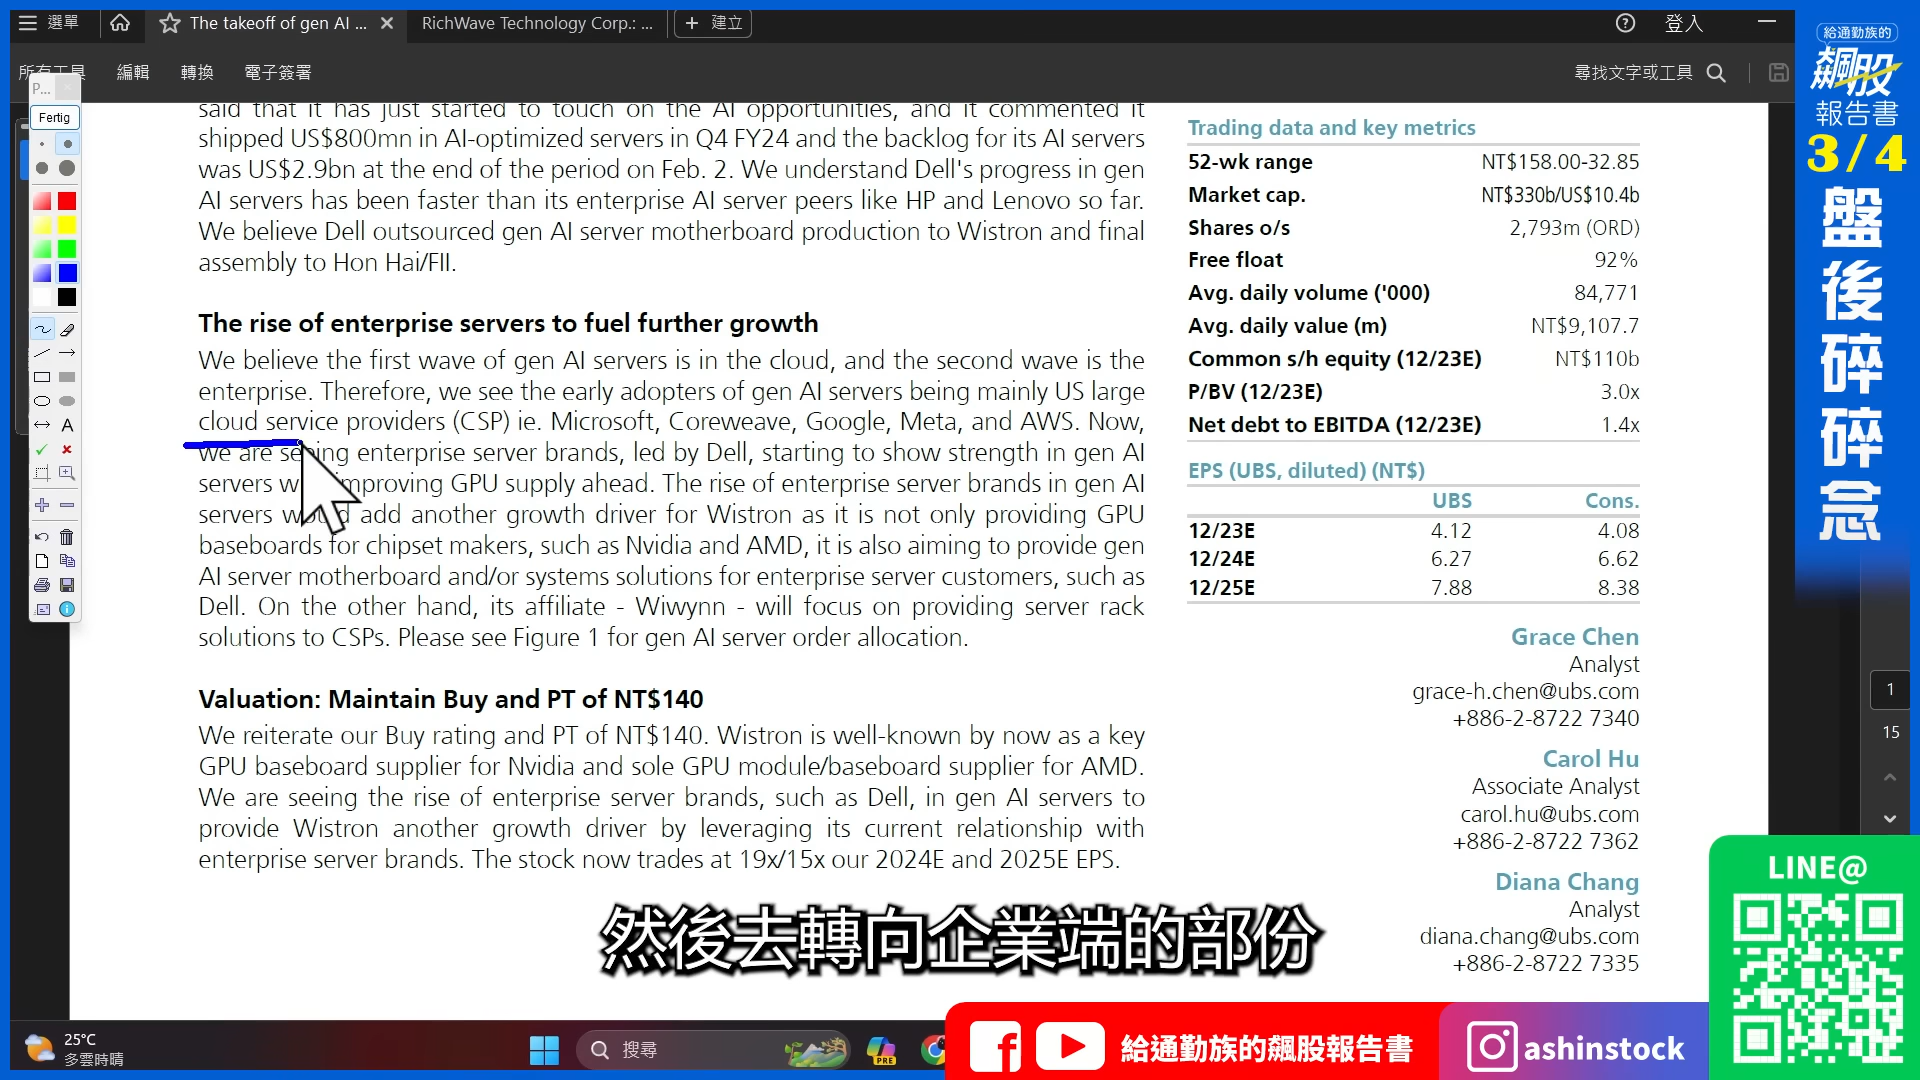 選單
The takeoff of gen AI ...
RichWave Technology Corp.: ...
建立
登入
所有工具
編輯
轉換
電子簽署
尋找文字或工具
P...
Fertig
said that it has just started to touch on the AI opportunities, and it commented it
shipped US$800mn in AI-optimized servers in Q4 FY24 and the backlog for its AI servers
was US$2.9bn at the end of the period on Feb. 2. We understand Dell's progress in gen
AI servers has been faster than its enterprise AI server peers like HP and Lenovo so far.
We believe Dell outsourced gen AI server motherboard production to Wistron and final
assembly to Hon Hai/FII.
The rise of enterprise servers to fuel further growth
We believe the first wave of gen AI servers is in the cloud, and the second wave is the
enterprise. Therefore, we see the early adopters of gen AI servers being mainly US large
cloud service providers (CSP) ie. Microsoft, Coreweave, Google, Meta, and AWS. Now,
we are seeing enterprise server brands, led by Dell, starting to show strength in gen AI
servers w improving GPU supply ahead. The rise of enterprise server brands in gen AI
servers would add another growth driver for Wistron as it is not only providing GPU
baseboards for chipset makers, such as Nvidia and AMD, it is also aiming to provide gen
AI server motherboard and/or systems solutions for enterprise server customers, such as
Dell. On the other hand, its affiliate - Wiwynn - will focus on providing server rack
solutions to CSPs. Please see Figure 1 for gen AI server order allocation.
Valuation: Maintain Buy and PT of NT$140
We reiterate our Buy rating and PT of NT$140. Wistron is well-known by now as a key
GPU baseboard supplier for Nvidia and sole GPU module/baseboard supplier for AMD.
We are seeing the rise of enterprise server brands, such as Dell, in gen AI servers to
provide Wistron another growth driver by leveraging its current relationship with
enterprise server brands. The stock now trades at 19x/15x our 2024E and 2025E EPS.
Trading data and key metrics
52-wk range NT$158.00-32.85
Market cap. NT$330b/US$10.4b
Shares o/s 2,793m (ORD)
Free float 92%
Avg. daily volume ('000) 84,771
Avg. daily value (m) NT$9,107.7
Common s/h equity (12/23E) NT$110b
P/BV (12/23E) 3.0x
Net debt to EBITDA (12/23E) 1.4x
EPS (UBS, diluted) (NT$)
UBS Cons.
12/23E 4.12 4.08
12/24E 6.27 6.62
12/25E 7.88 8.38
Grace Chen
Analyst
grace-h.chen@ubs.com
+886-2-8722 7340
Carol Hu
Associate Analyst
carol.hu@ubs.com
+886-2-8722 7362
Diana Chang
Analyst
diana.chang@ubs.com
+886-2-8722 7335
1
15
給通勤族的
飆股
報告書
3/4
盤後碎碎念
然後去轉向企業端的部份
LINE@
25°C
多雲時晴
搜尋
PRE
給通勤族的飆股報告書
ashinstock